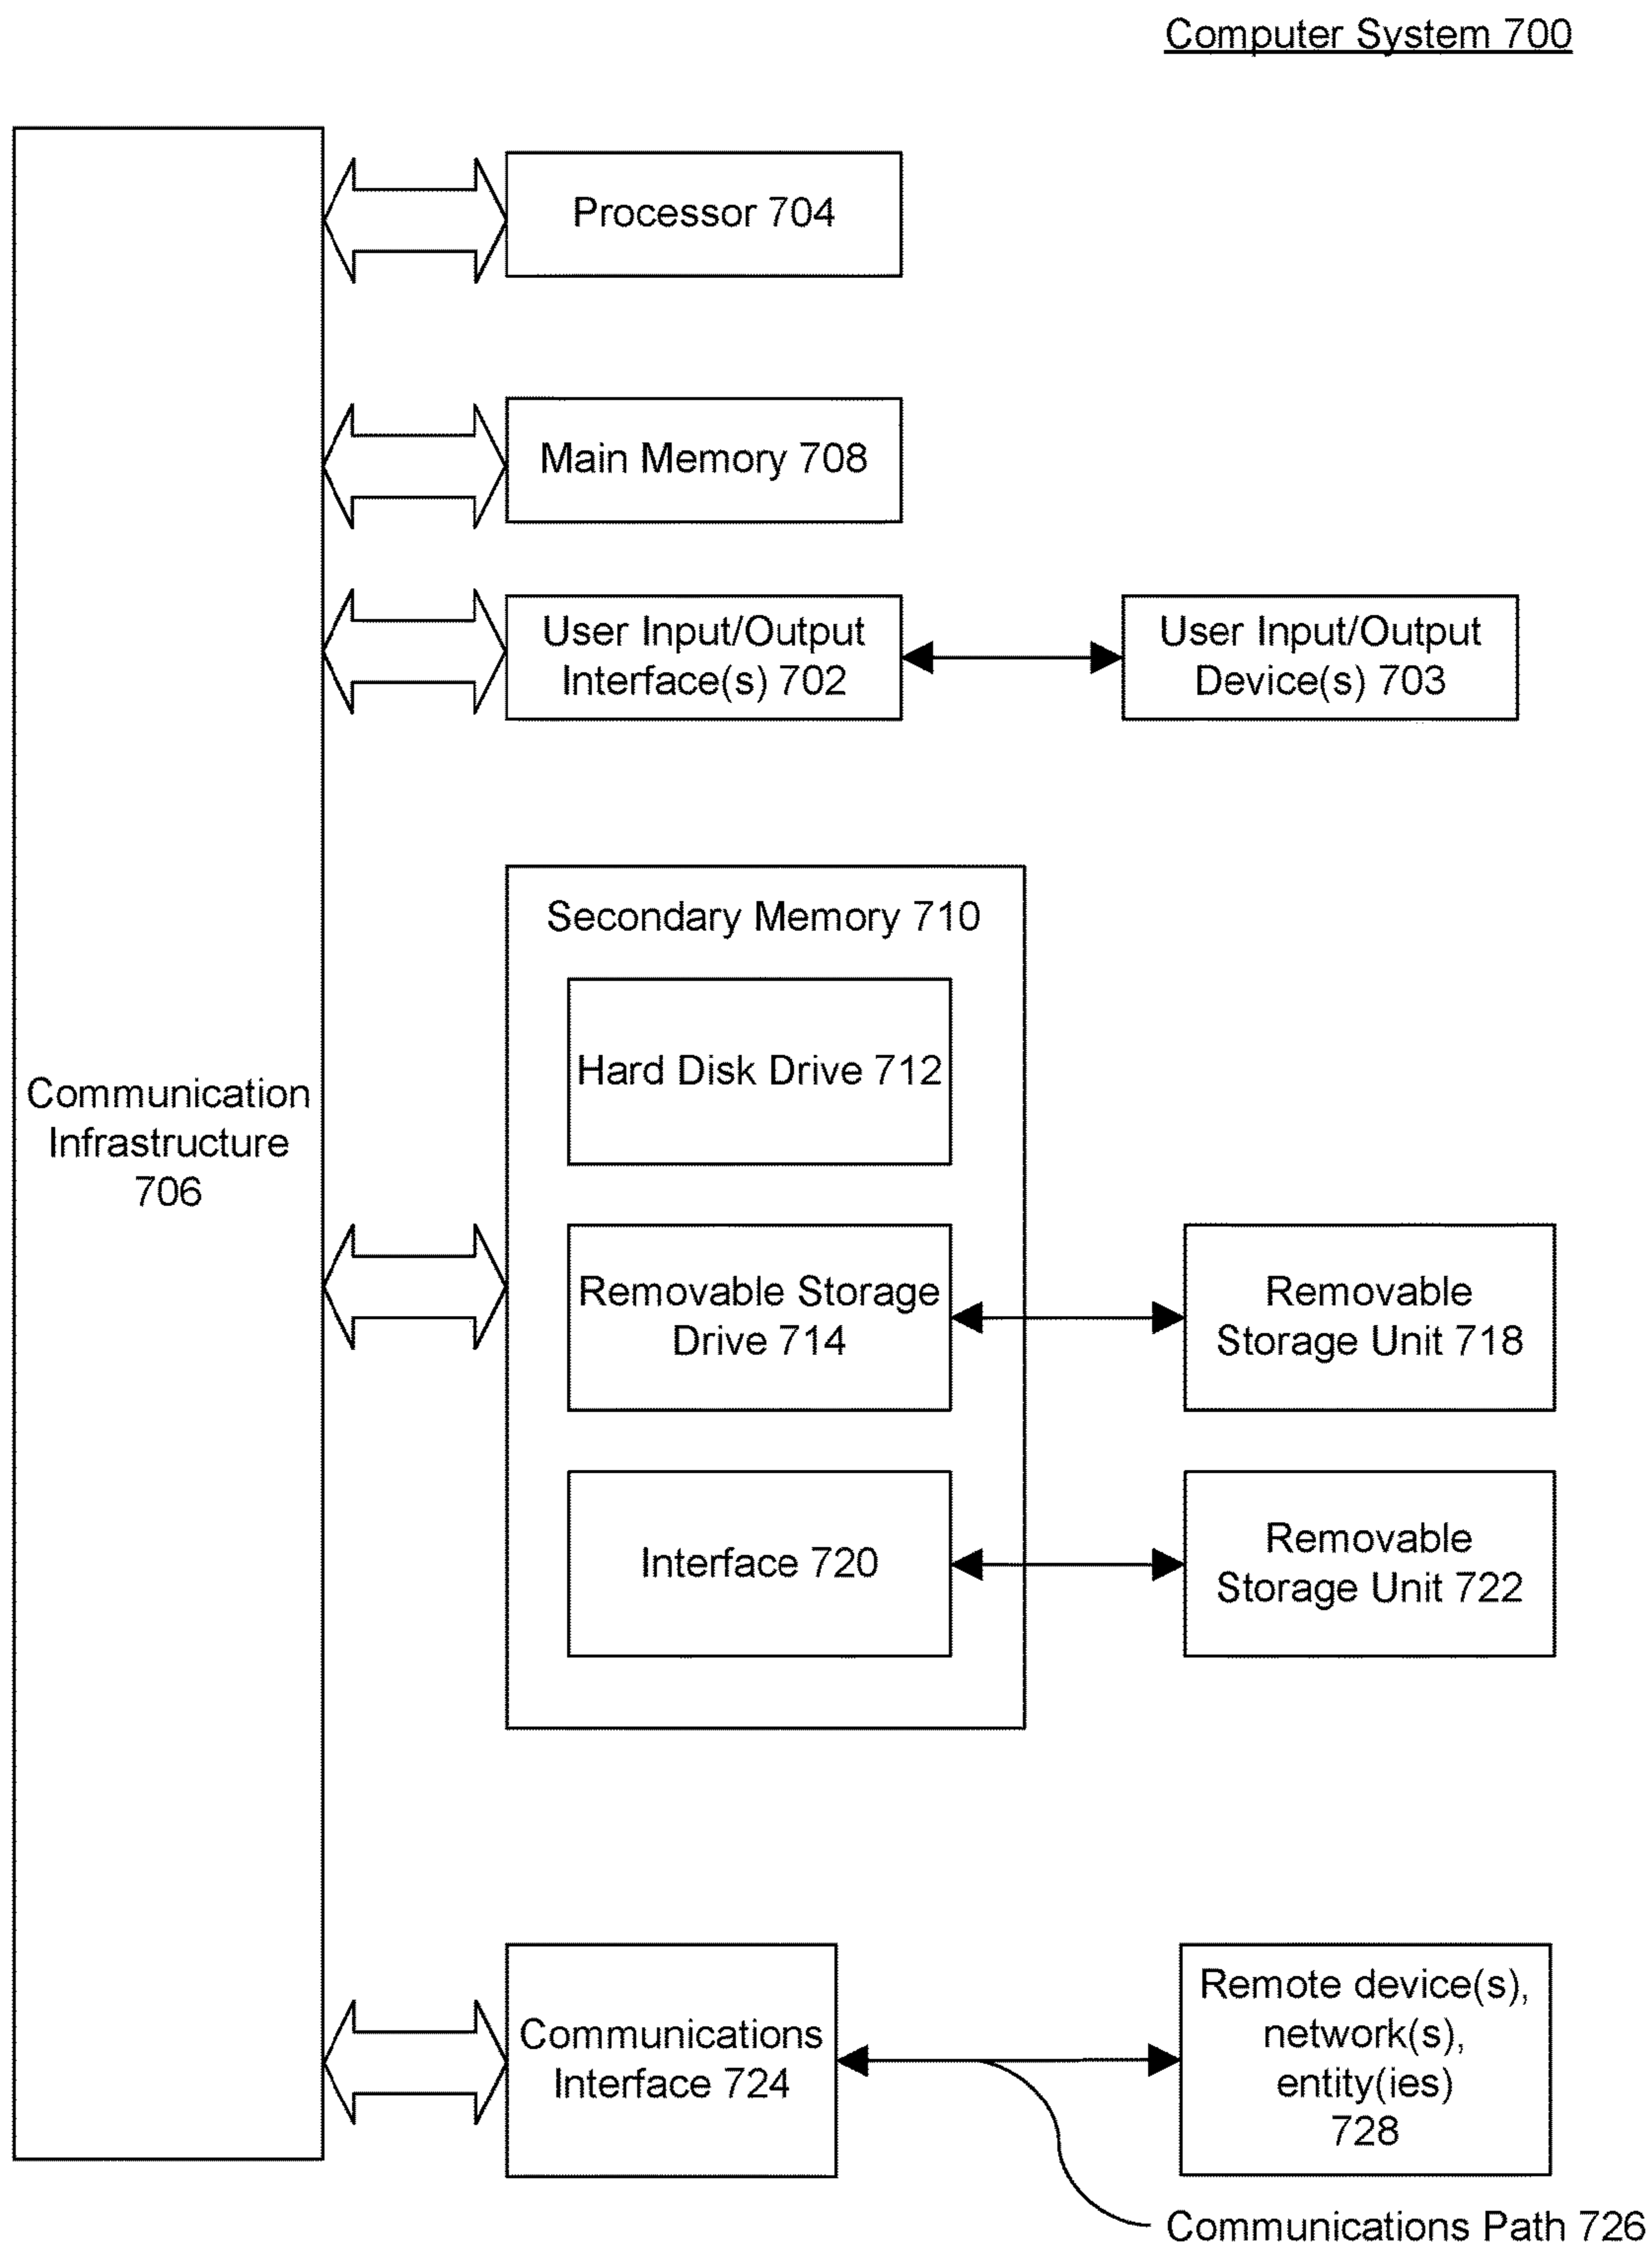 Computer System 700
Processor 704
Main Memory 708
User Input/Output
Interface(s) 702
User Input/Output
Device(s) 703
Secondary Memory 710
Hard Disk Drive 712
Communication
Infrastructure
706
Removable Storage
Drive 714
Removable
Storage Unit 718
Interface 720
Removable
Storage Unit 722
Communications
Interface 724
Remote device(s),
network(s),
entity(ies)
728
Communications Path 726